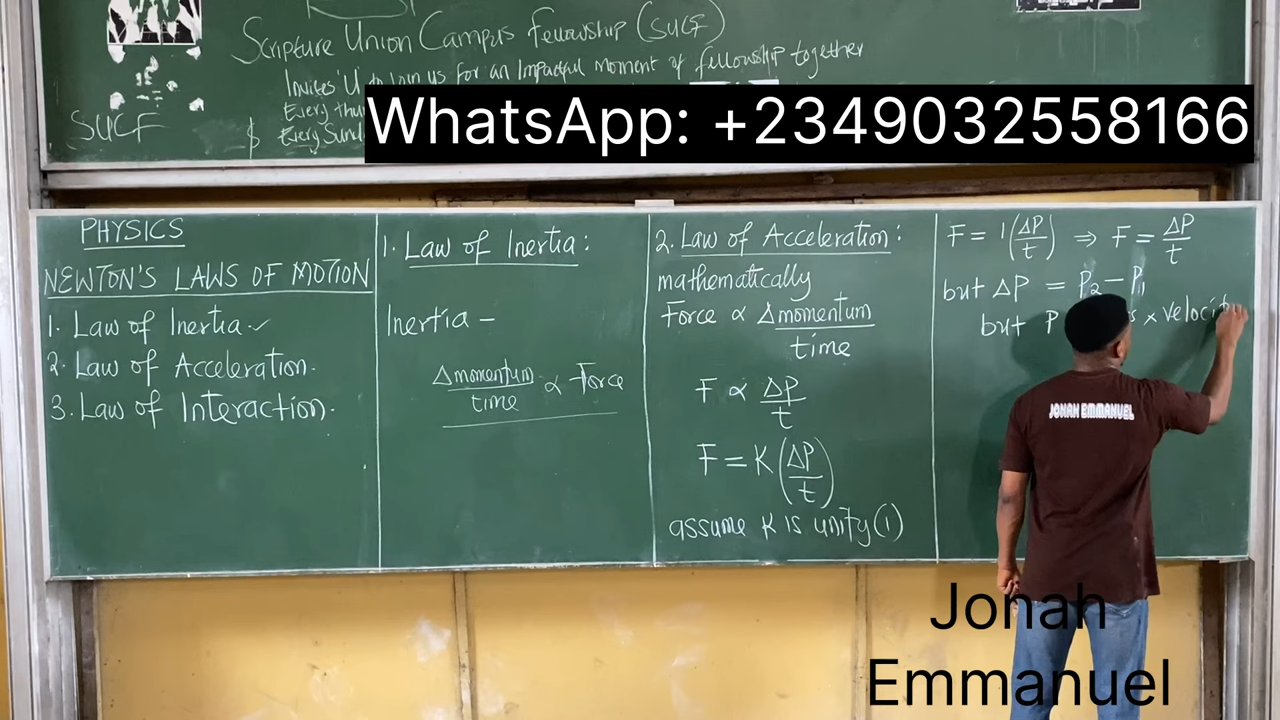 Scripture Union Campus Fellowship (SUCF)
Invites 'U' to Join us For an Impactful moment of fellowship together
Every
Every Sund
SUCF
WhatsApp: +2349032558166
PHYSICS
NEWTON'S LAWS OF MOTION
1. Law of Inertia ✓
2. Law of Acceleration.
3. Law of Interaction.
1. Law of Inertia:
Inertia –
Δmomentum/time ∝ Force
2. Law of Acceleration:
mathematically
Force ∝ Δmomentum/time
F ∝ ΔP/t
F = K(ΔP/t)
assume K is unity (1)
F = 1(ΔP/t) ⇒ F = ΔP/t
but ΔP = P₂ – P₁
but P × velocit
JONAH EMMANUEL
Jonah
Emmanuel